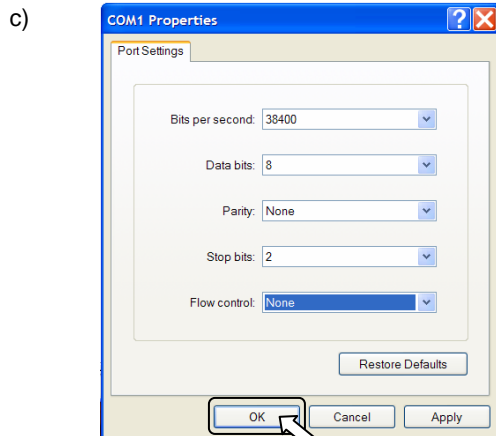 c)
COM1 Properties
Port Settings
Bits per second: 38400
Data bits: 8
Parity: None
Stop bits: 2
Flow control: None
Restore Defaults
OK Cancel Apply